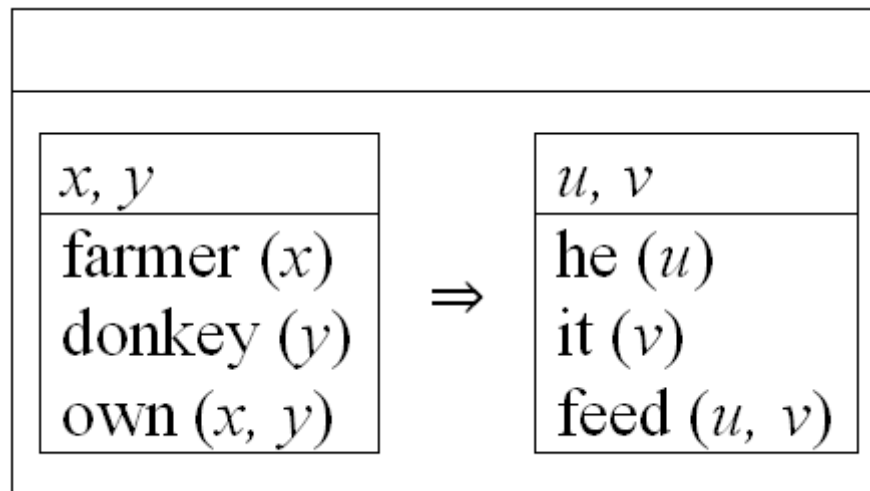 x, y
farmer (x)
donkey (y)
own (x, y)
⇒
u, v
he (u)
it (v)
feed (u, v)